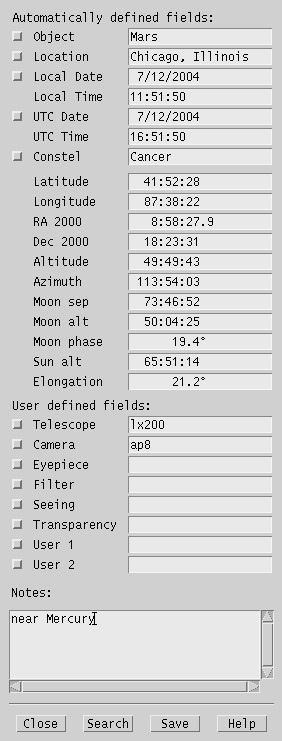 Automatically defined fields:
Object Mars
Location Chicago, Illinois
Local Date 7/12/2004
Local Time 11:51:50
UTC Date 7/12/2004
UTC Time 16:51:50
Constel Cancer
Latitude 41:52:28
Longitude 87:38:22
RA 2000 8:58:27.9
Dec 2000 18:23:31
Altitude 49:49:43
Azimuth 113:54:03
Moon sep 73:46:52
Moon alt 50:04:25
Moon phase 19.4°
Sun alt 65:51:14
Elongation 21.2°
User defined fields:
Telescope lx200
Camera ap8
Eyepiece
Filter
Seeing
Transparency
User 1
User 2
Notes:
near Mercury
Close Search Save Help